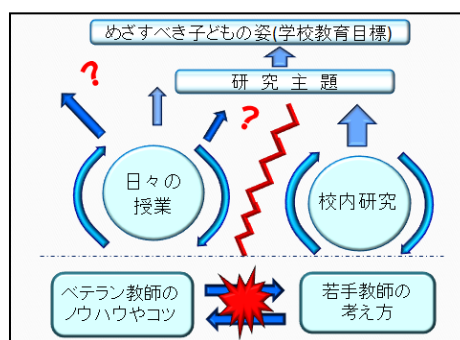 めざすべき子どもの姿(学校教育目標)
研究主題
?
?
日々の
授業
校内研究
ベテラン教師の
ノウハウやコツ
若手教師の
考え方